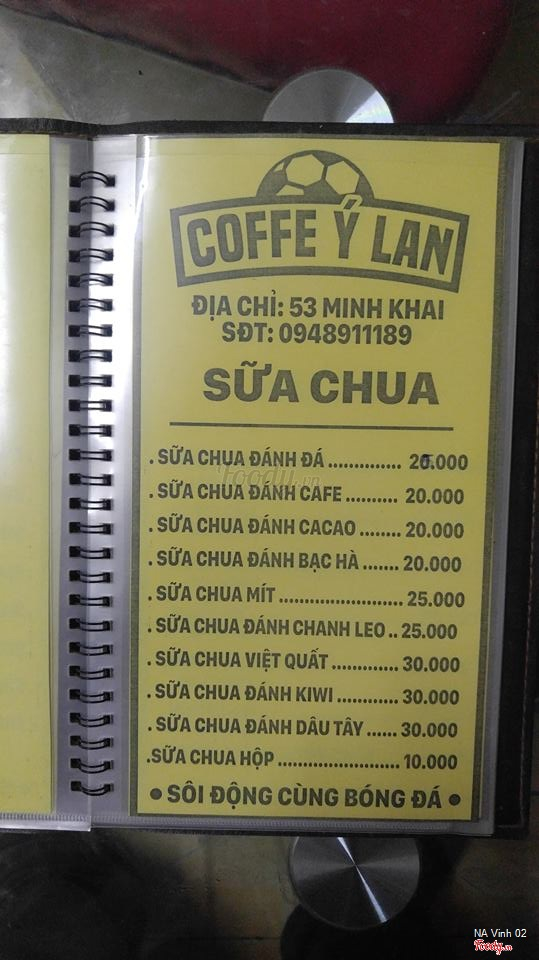 COFFE Ý LAN
ĐỊA CHỈ: 53 MINH KHAI
SĐT: 0948911189
SỮA CHUA
. SỮA CHUA ĐÁNH ĐÁ .............. 20.000
Foody.vn
. SỮA CHUA ĐÁNH CAFE .......... 20.000
. SỮA CHUA ĐÁNH CACAO ........ 20.000
. SỮA CHUA ĐÁNH BẠC HÀ ....... 20.000
. SỮA CHUA MÍT ........................ 25.000
. SỮA CHUA ĐÁNH CHANH LEO .. 25.000
. SỮA CHUA VIỆT QUẤT ............. 30.000
. SỮA CHUA ĐÁNH KIWI ............ 30.000
. SỮA CHUA ĐÁNH DÂU TÂY ...... 30.000
.SỮA CHUA HỘP ....................... 10.000
• SÔI ĐỘNG CÙNG BÓNG ĐÁ •
NA Vinh 02
Foody.vn